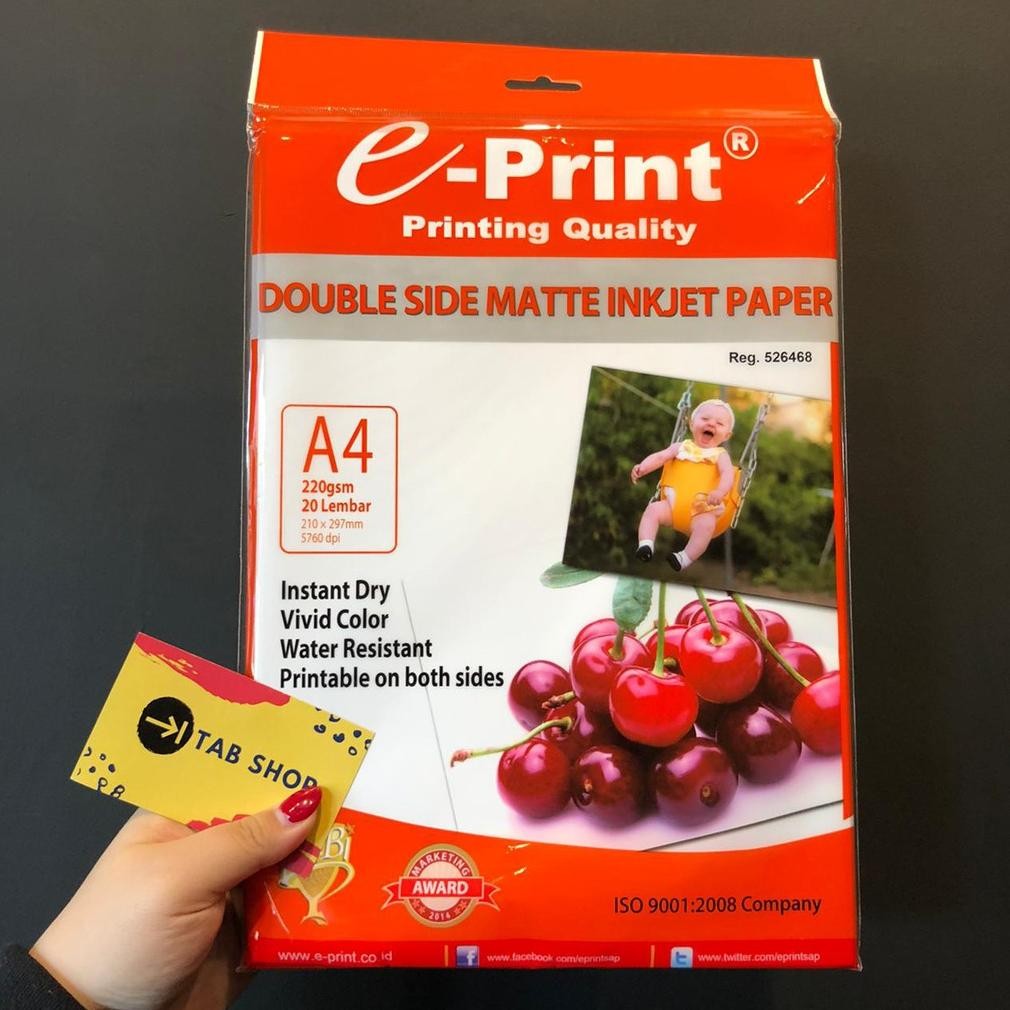 e-Print®
Printing Quality
DOUBLE SIDE MATTE INKJET PAPER
Reg. 526468
A4
220gsm
20 Lembar
210 x 297mm
5760 dpi
Instant Dry
Vivid Color
Water Resistant
Printable on both sides
TAB SHOP
MARKETING
AWARD
2014
ISO 9001:2008 Company
www.e-print.co.id
www.facebook.com/eprintsap
www.twitter.com/eprintsap